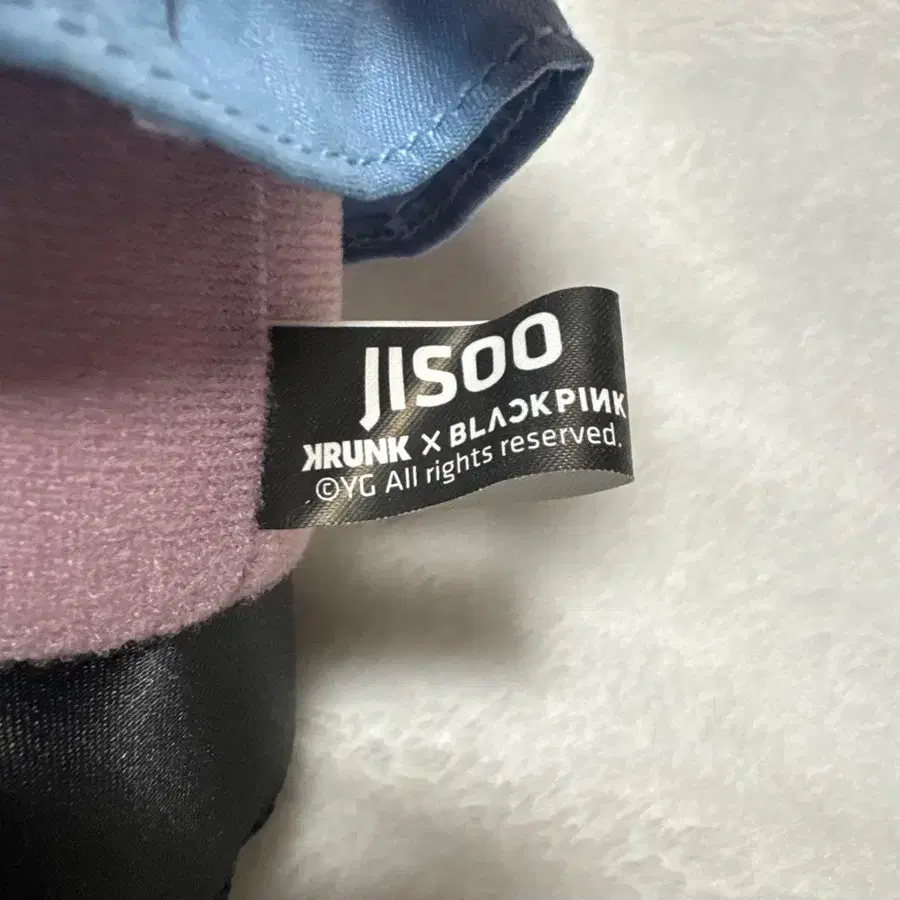 JISOO
KRUNK X BLACKPINK
©YG All rights reserved.